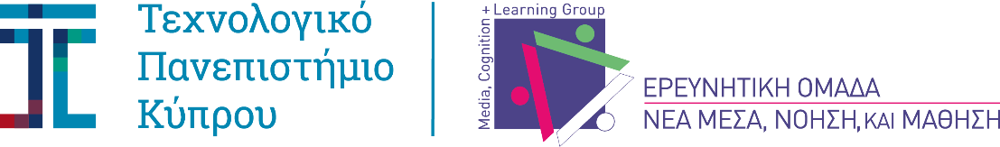 Τεχνολογικό
Πανεπιστήμιο
Κύπρου
Media, Cognition + Learning Group
ΕΡΕΥΝΗΤΙΚΗ ΟΜΑΔΑ
ΝΕΑ ΜΕΣΑ, ΝΟΗΣΗ, ΚΑΙ ΜΑΘΗΣΗ